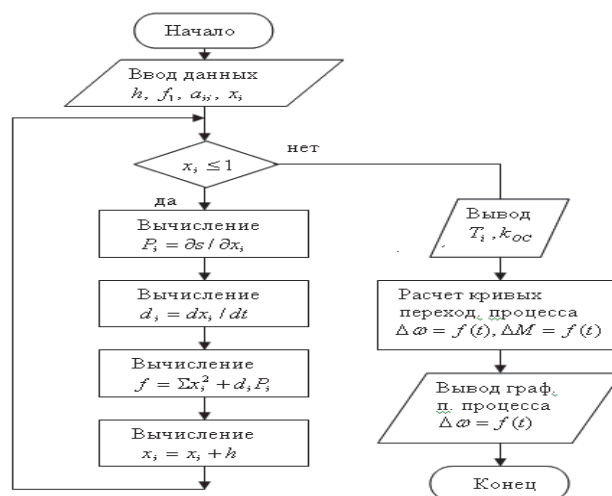 Начало
Ввод данных
h, f₁, aᵢⱼ, xᵢ
xᵢ ≤ 1
нет
да
Вычисление
Pᵢ = ∂s / ∂xᵢ
Вычисление
dᵢ = dxᵢ / dt
Вычисление
f = Σxᵢ² + dᵢPᵢ
Вычисление
xᵢ = xᵢ + h
Вывод
Tᵢ, k_OC
Расчет кривых
переход. процесса
Δω = f(t), ΔM = f(t)
Вывод граф.
п. процесса
Δω = f(t)
Конец